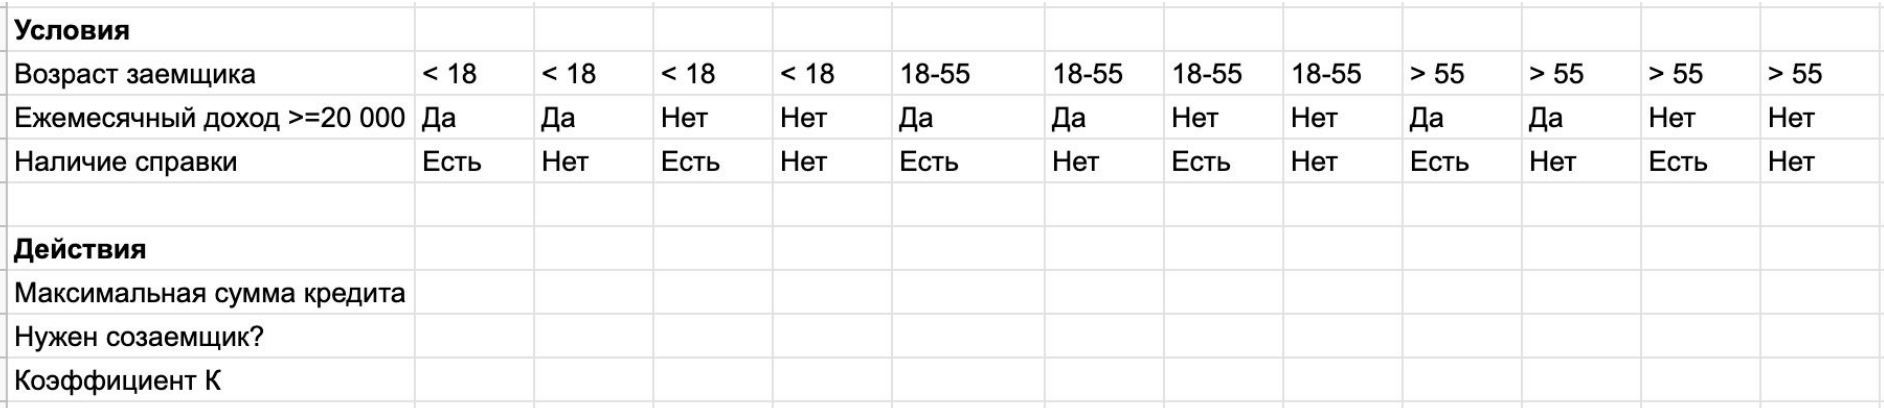 Условия
Возраст заемщика < 18 < 18 < 18 < 18 18-55 18-55 18-55 18-55 > 55 > 55 > 55 > 55
Ежемесячный доход >=20 000 Да Да Нет Нет Да Да Нет Нет Да Да Нет Нет
Наличие справки Есть Нет Есть Нет Есть Нет Есть Нет Есть Нет Есть Нет
Действия
Максимальная сумма кредита
Нужен созаемщик?
Коэффициент К